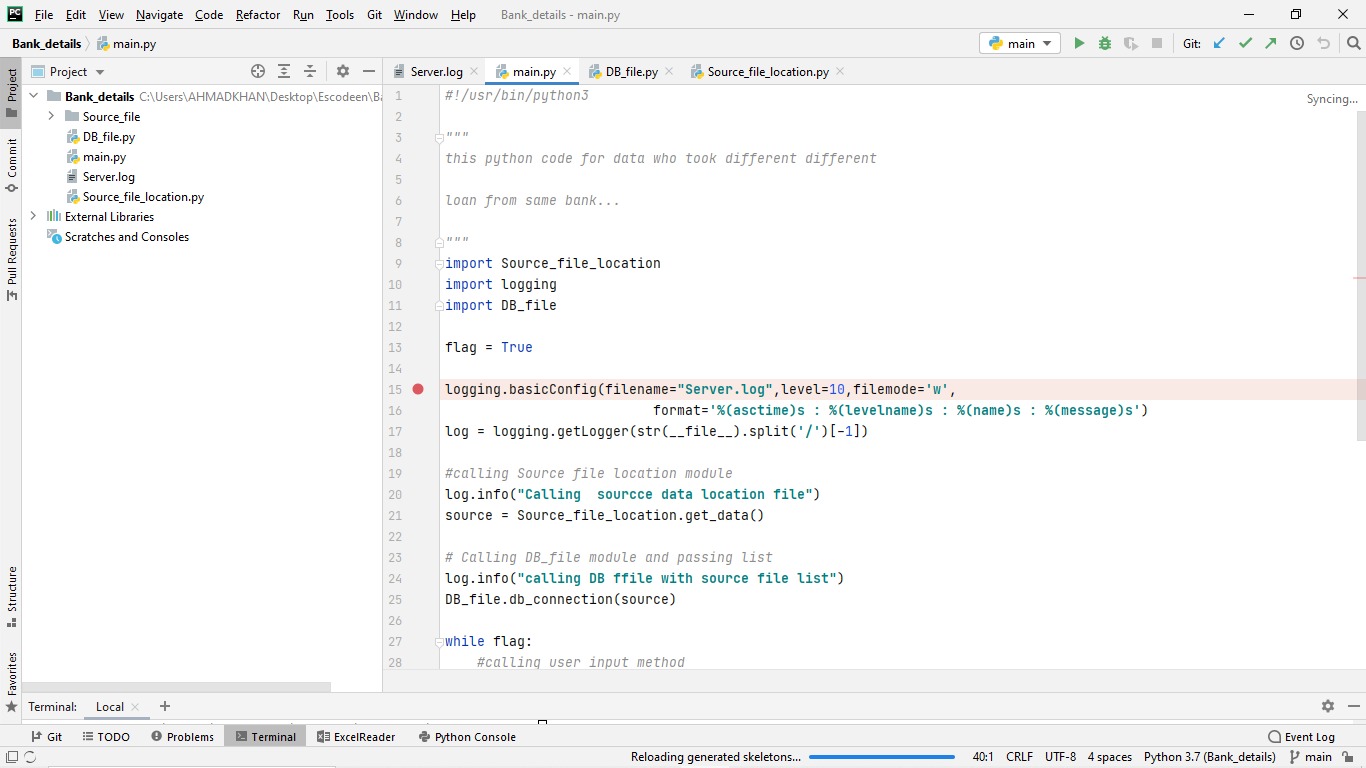 PC File Edit View Navigate Code Refactor Run Tools Git Window Help Bank_details - main.py
Bank_details main.py main Git:
Project Server.log main.py DB_file.py Source_file_location.py
Project
Commit
Pull Requests
Structure
Favorites
Bank_details C:\Users\AHMADKHAN\Desktop\Escodeen\Ba
Source_file
DB_file.py
main.py
Server.log
Source_file_location.py
External Libraries
Scratches and Consoles
Syncing...
1 #!/usr/bin/python3
2
3 """
4 this python code for data who took different different
5
6 loan from same bank...
7
8 """
9 import Source_file_location
10 import logging
11 import DB_file
12
13 flag = True
14
15 logging.basicConfig(filename="Server.log",level=10,filemode='w',
16 format='%(asctime)s : %(levelname)s : %(name)s : %(message)s')
17 log = logging.getLogger(str(__file__).split('/')[-1])
18
19 #calling Source file location module
20 log.info("Calling  sourcce data location file")
21 source = Source_file_location.get_data()
22
23 # Calling DB_file module and passing list
24 log.info("calling DB ffile with source file list")
25 DB_file.db_connection(source)
26
27 while flag:
28 #calling user input method
Terminal: Local
Git TODO Problems Terminal ExcelReader Python Console Event Log
Reloading generated skeletons... 40:1 CRLF UTF-8 4 spaces Python 3.7 (Bank_details) main